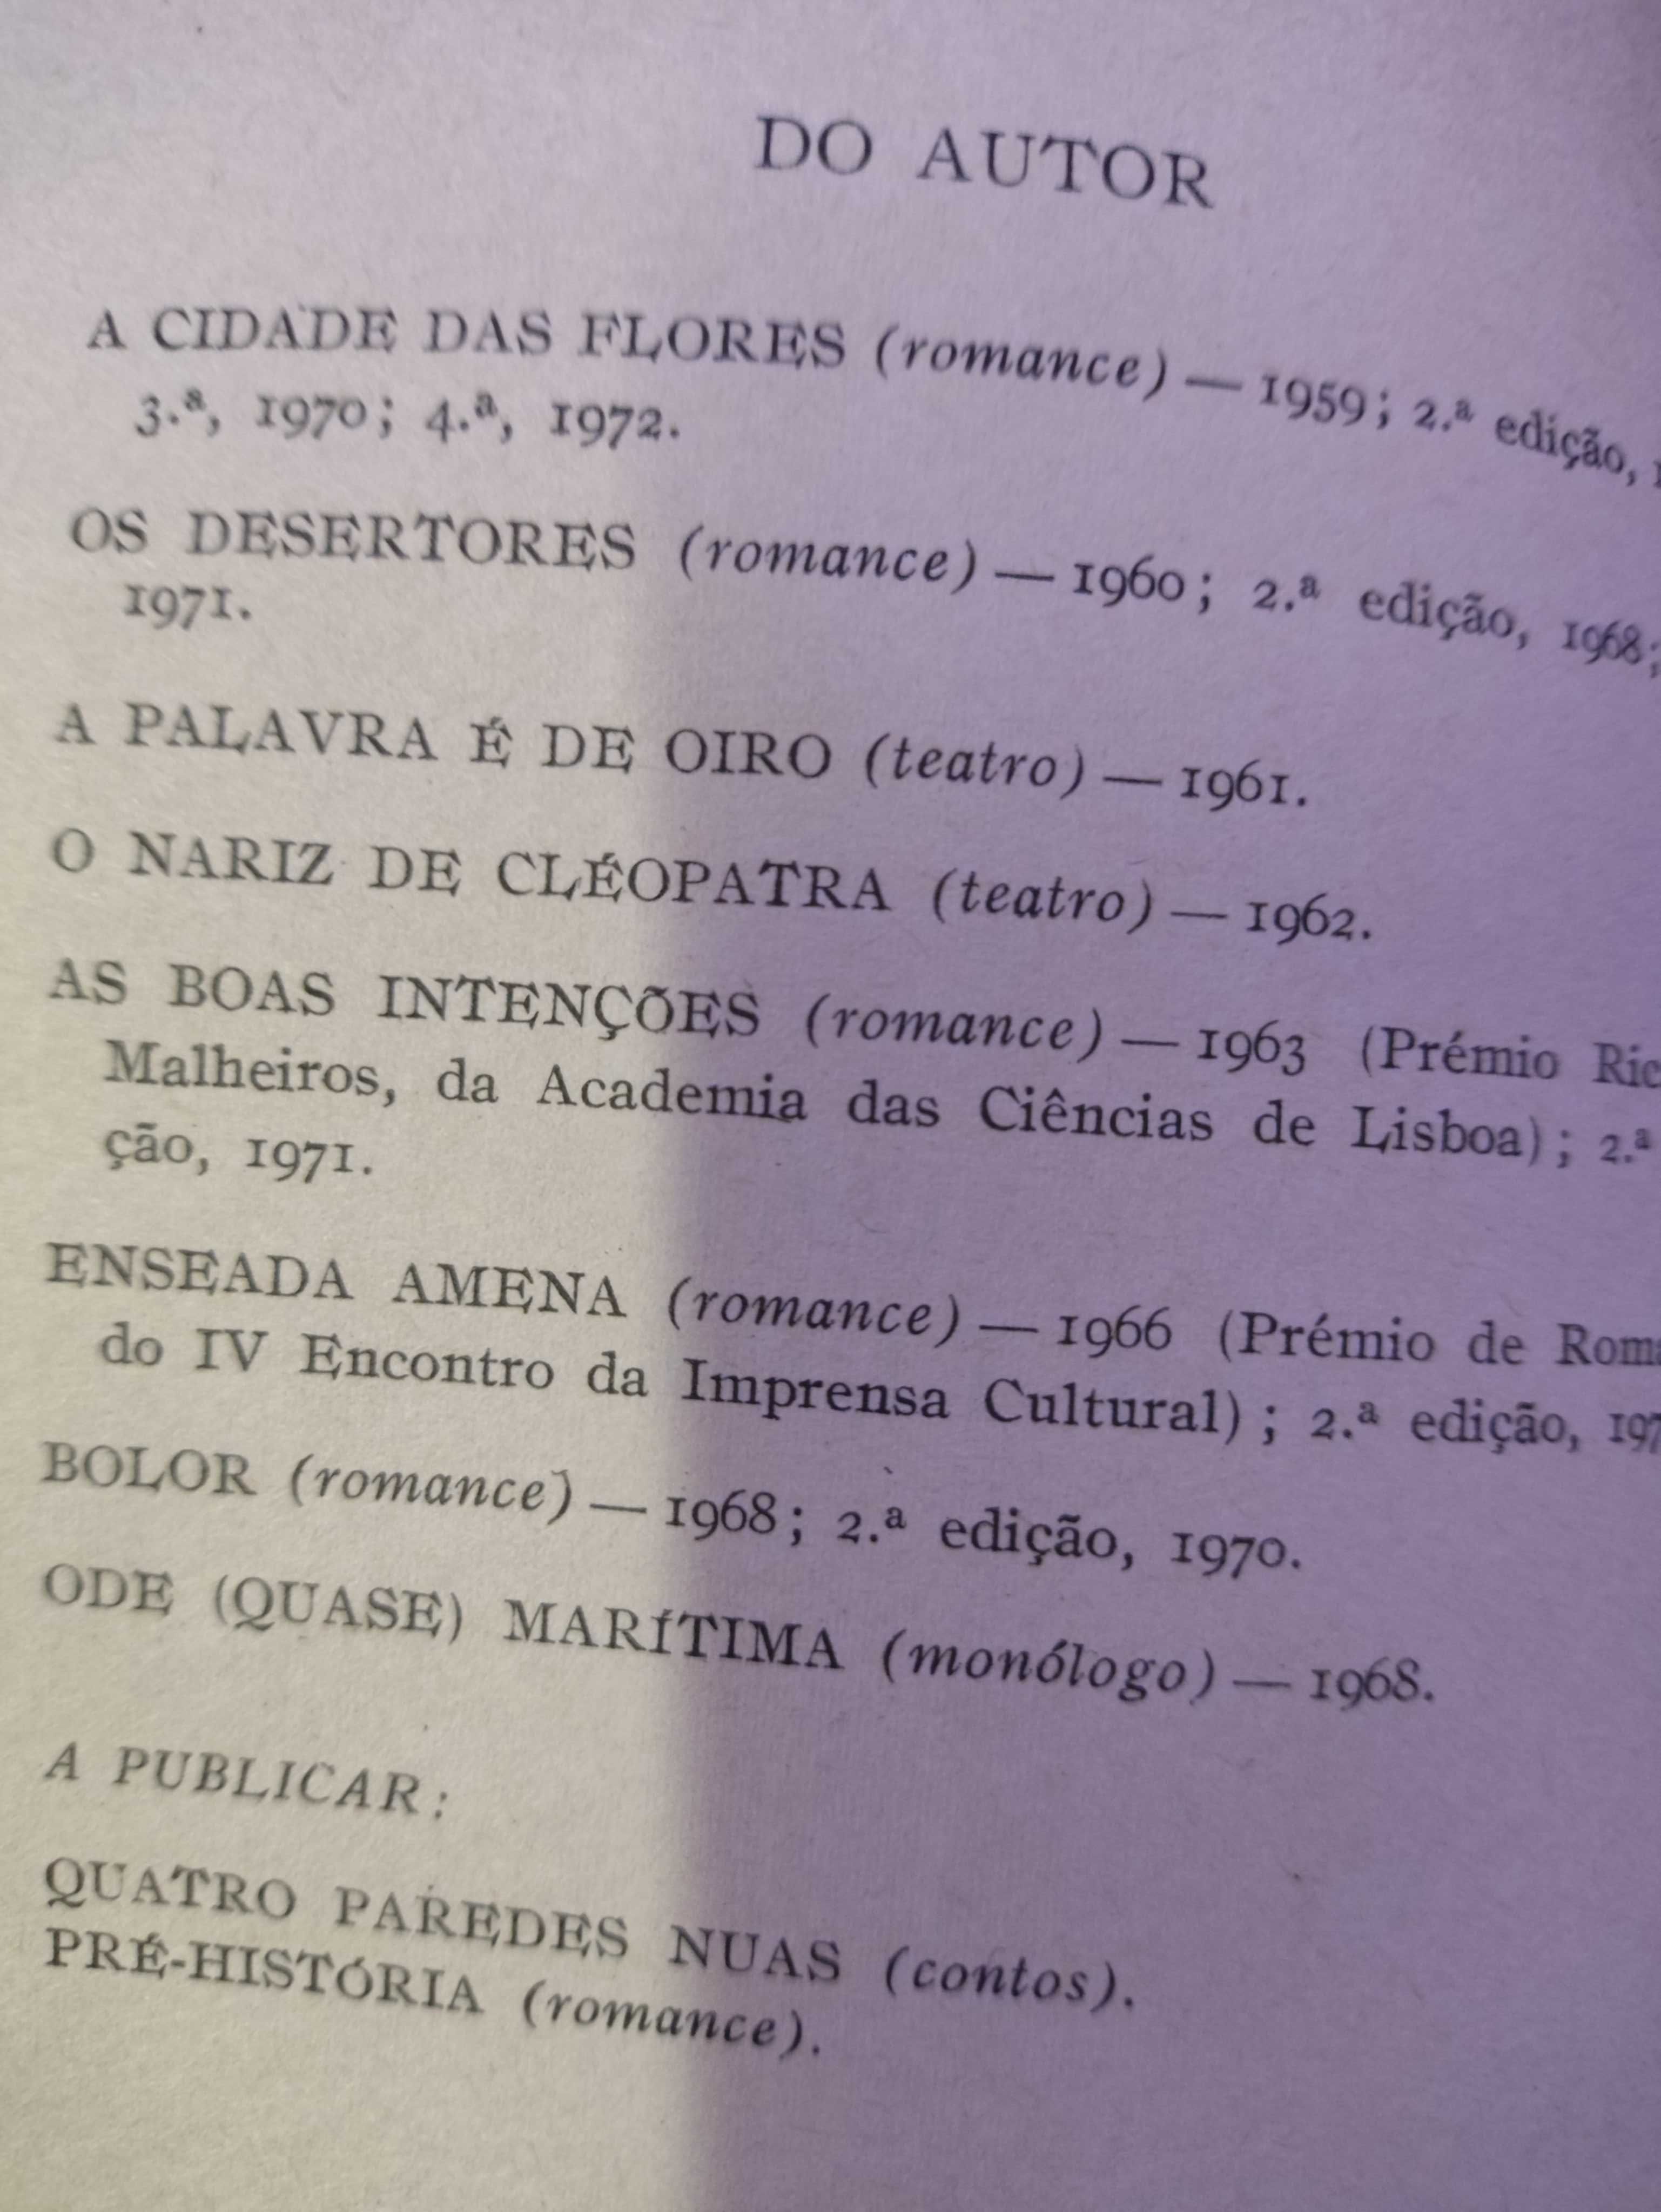 DO AUTOR
A CIDADE DAS FLORES (romance) — 1959; 2.ª edição,
3.ª, 1970; 4.ª, 1972.
OS DESERTORES (romance) — 1960; 2.ª edição, 1968;
1971.
A PALAVRA É DE OIRO (teatro) — 1961.
O NARIZ DE CLÉOPATRA (teatro) — 1962.
AS BOAS INTENÇÕES (romance) — 1963 (Prémio Ric
Malheiros, da Academia das Ciências de Lisboa); 2.ª
ção, 1971.
ENSEADA AMENA (romance) — 1966 (Prémio de Rom
do IV Encontro da Imprensa Cultural); 2.ª edição, 197
BOLOR (romance) — 1968; 2.ª edição, 1970.
ODE (QUASE) MARÍTIMA (monólogo) — 1968.
A PUBLICAR:
QUATRO PAREDES NUAS (contos).
PRÉ-HISTÓRIA (romance).